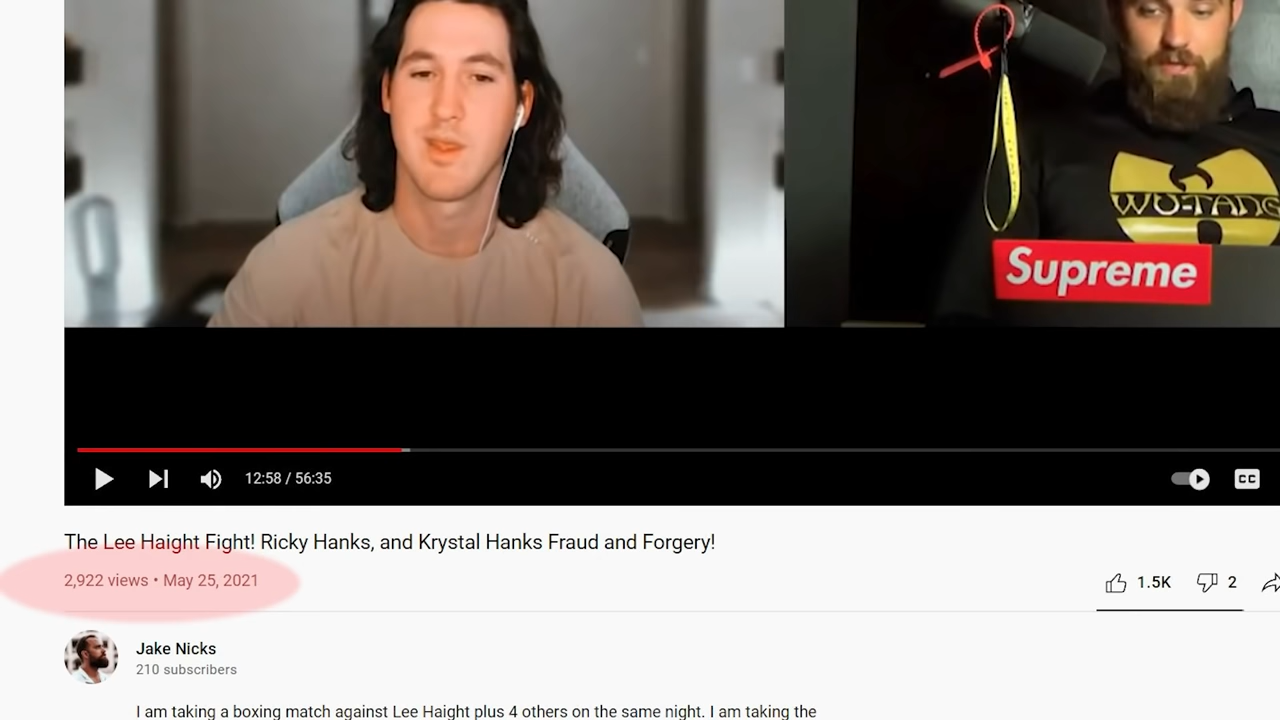 WU-TANG
Supreme
12:58 / 56:35
CC
The Lee Haight Fight! Ricky Hanks, and Krystal Hanks Fraud and Forgery!
2,922 views • May 25, 2021
1.5K 2
Jake Nicks
210 subscribers
I am taking a boxing match against Lee Haight plus 4 others on the same night. I am taking the